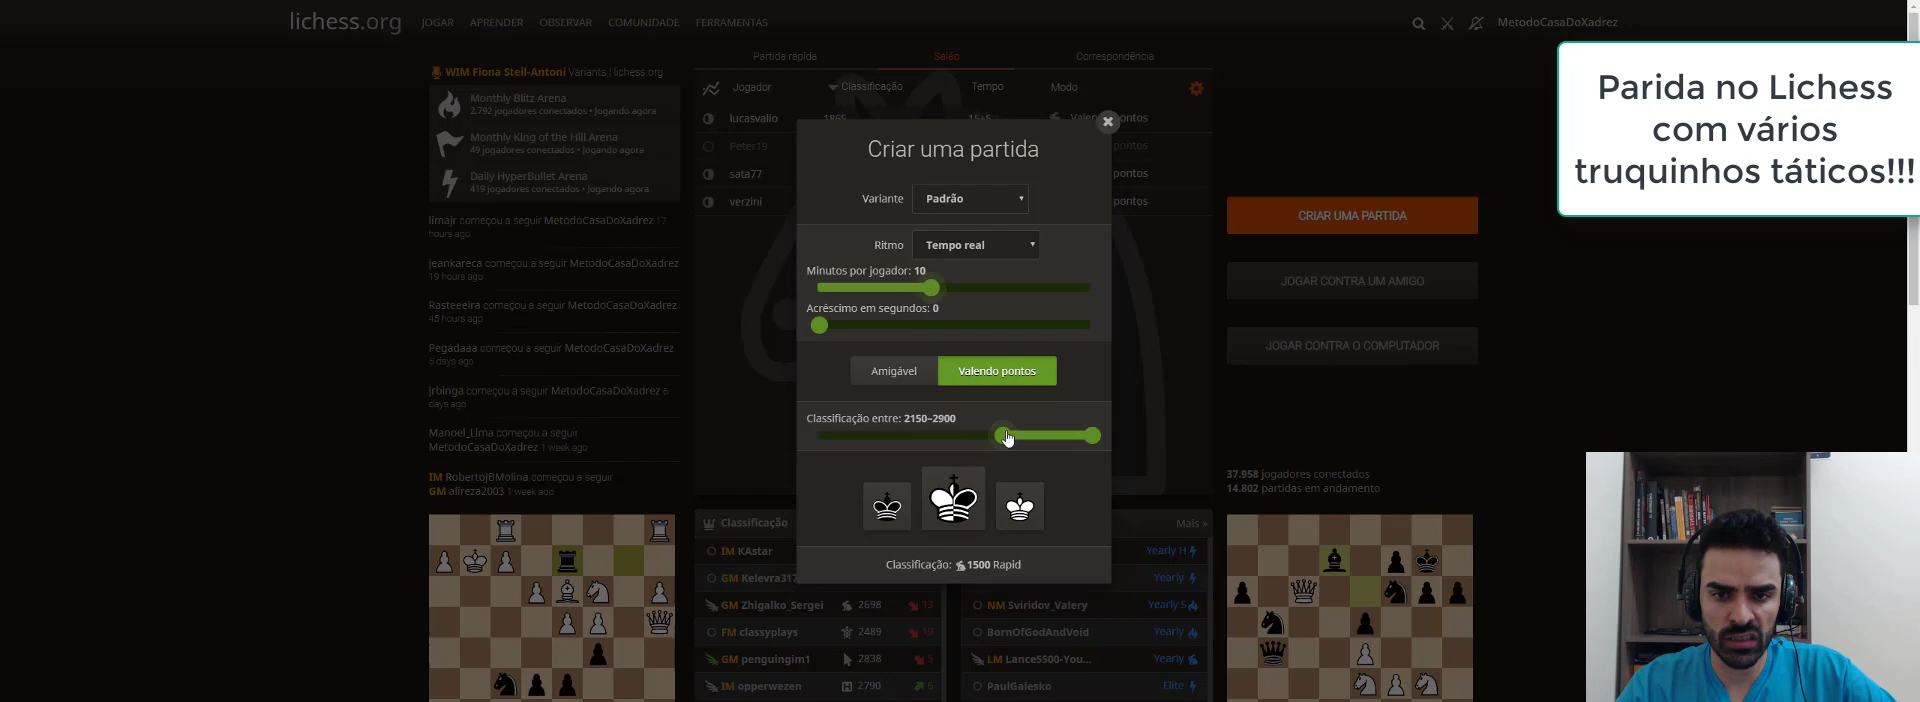 lichess.org JOGAR APRENDER OBSERVAR COMUNIDADE FERRAMENTAS MetodoCasaDoXadrez
WIM Fiona Steil-Antoni Variants | lichess.org
Monthly Blitz Arena
2.792 jogadores conectados • Jogando agora
Monthly King of the Hill Arena
49 jogadores conectados • Jogando agora
Daily HyperBullet Arena
419 jogadores conectados • Jogando agora
limajr começou a seguir MetodoCasaDoXadrez 17
hours ago
jeankareca começou a seguir MetodoCasaDoXadrez
19 hours ago
Rasteeeira começou a seguir MetodoCasaDoXadrez
45 hours ago
Pegadaaa começou a seguir MetodoCasaDoXadrez
5 days ago
jrbinga começou a seguir MetodoCasaDoXadrez 6
days ago
Manoel_Lima começou a seguir
MetodoCasaDoXadrez 1 week ago
IM RobertoJBMolina começou a seguir
GM alireza2003 1 week ago
Partida rápida Salão Correspondência
Jogador Classificação Tempo Modo
lucasvalio 1865 15+5
Peter19 pontos
sata77 pontos
verzini pontos
Criar uma partida
Variante Padrão
Ritmo Tempo real
Minutos por jogador: 10
Acréscimo em segundos: 0
Amigável Valendo pontos
Classificação entre: 2150–2900
Classificação: 1500 Rapid
Classificação Mais »
IM KAstar
GM Kelevra317
GM Zhigalko_Sergei 2698 13
FM classyplays 2489 19
GM penguingim1 2838 5
IM opperwezen 2790 6
Yearly H
Yearly
NM Sviridov_Valery Yearly S
BornOfGodAndVoid Yearly
LM Lance5500-You... Yearly
PaulGalesko Elite
CRIAR UMA PARTIDA
JOGAR CONTRA UM AMIGO
JOGAR CONTRA O COMPUTADOR
37.958 jogadores conectados
14.802 partidas em andamento
Parida no Lichess
com vários
truquinhos táticos!!!